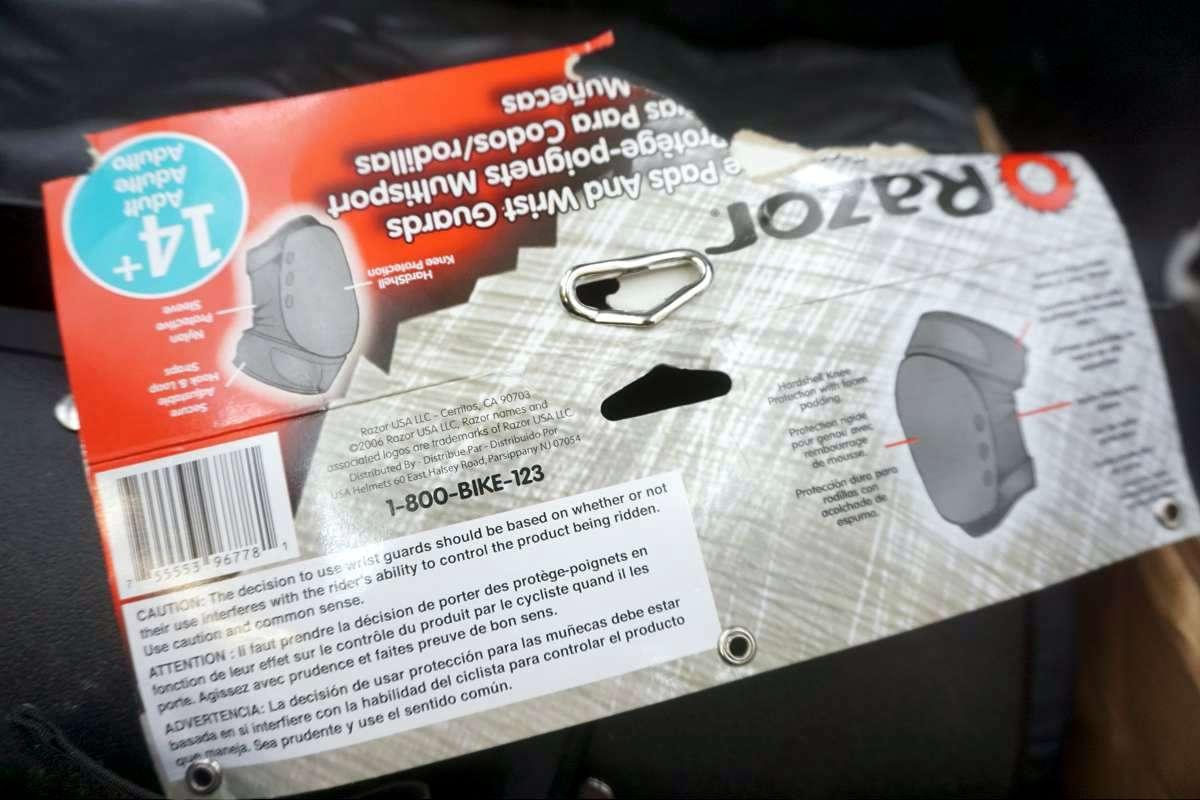 Razor
e Pads And Wrist Guards
Protège-poignets Multisport
Para Codos/rodillas
Muñecas
14+
Adult
Adulte
Adulto
HardShell
Knee Protection
Nylon
Protective
Sleeve
Secure
Adjustable
Hook & Loop
Straps
Razor USA LLC - Cerritos, CA 90703
©2006 Razor USA LLC, Razor names and
associated logos are trademarks of Razor USA LLC
Distributed By - Distribue Par - Distribuido Por
USA Helmets 60 East Halsey Road, Parsippany NJ 07054
1-800-BIKE-123
7 55553 96778 1
CAUTION: The decision to use wrist guards should be based on whether or not
their use interferes with the rider's ability to control the product being ridden.
Use caution and common sense.
ATTENTION : Il faut prendre la décision de porter des protège-poignets en
fonction de leur effet sur le contrôle du produit par le cycliste quand il les
porte. Agissez avec prudence et faites preuve de bon sens.
ADVERTENCIA: La decisión de usar protección para las muñecas debe estar
basada en si interfiere con la habilidad del ciclista para controlar el producto
que maneja. Sea prudente y use el sentido común.
Hardshell Knee
Protection with foam
padding.
Protection rigide
pour genou avec
rembourrage
de mousse.
Protección dura para
rodillas con
acolchado de
espuma.